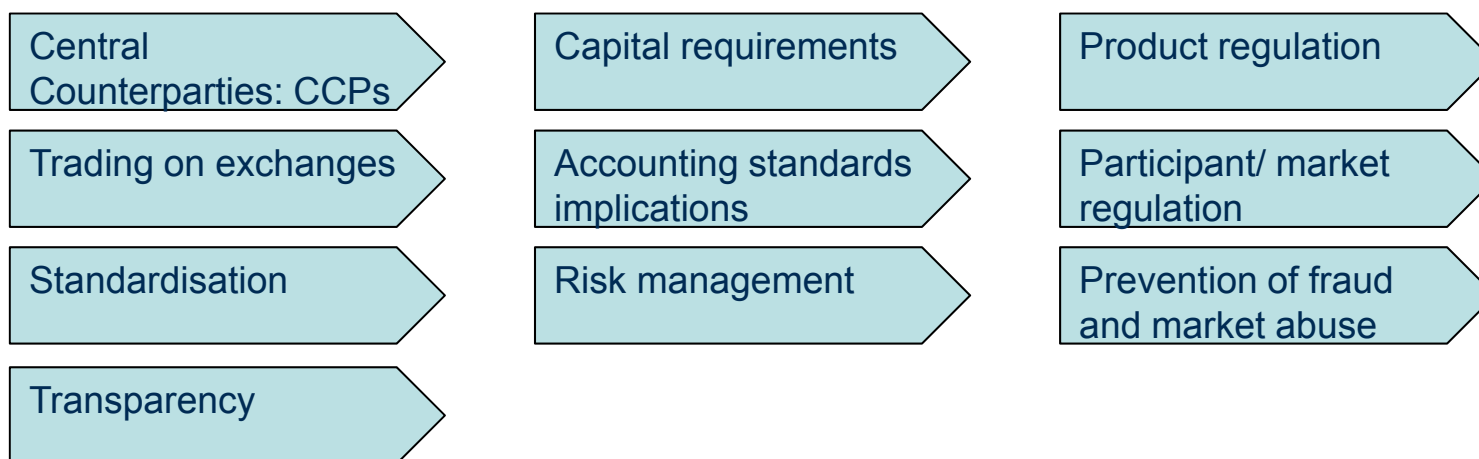 Central
Counterparties: CCPs
Trading on exchanges
Standardisation
Transparency
Capital requirements
Accounting standards
implications
Risk management
Product regulation
Participant/ market
regulation
Prevention of fraud
and market abuse